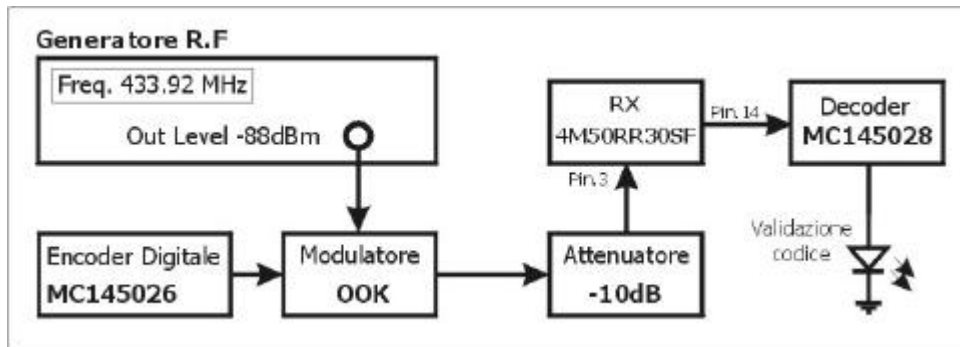 Generatore R.F
Freq. 433.92 MHz
Out Level -88dBm
RX
4M50RR30SF
Pin. 14
Decoder
MC145028
Pin.3
Encoder Digitale
MC145026
Modulatore
OOK
Attenuatore
-10dB
Validazione
codice